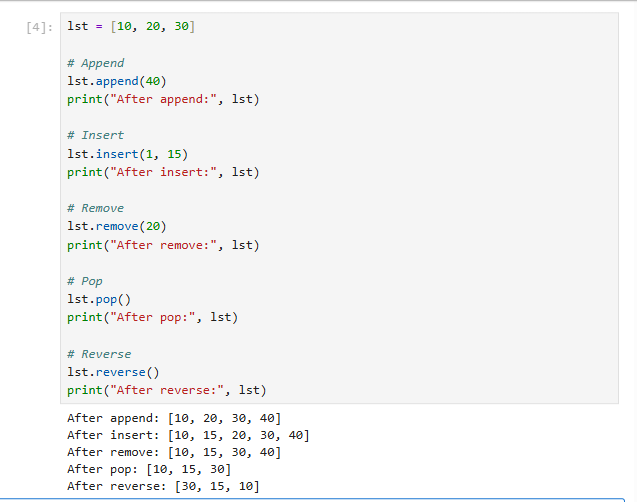 [4]:
lst = [10, 20, 30]
# Append
lst.append(40)
print("After append:", lst)
# Insert
lst.insert(1, 15)
print("After insert:", lst)
# Remove
lst.remove(20)
print("After remove:", lst)
# Pop
lst.pop()
print("After pop:", lst)
# Reverse
lst.reverse()
print("After reverse:", lst)
After append: [10, 20, 30, 40]
After insert: [10, 15, 20, 30, 40]
After remove: [10, 15, 30, 40]
After pop: [10, 15, 30]
After reverse: [30, 15, 10]